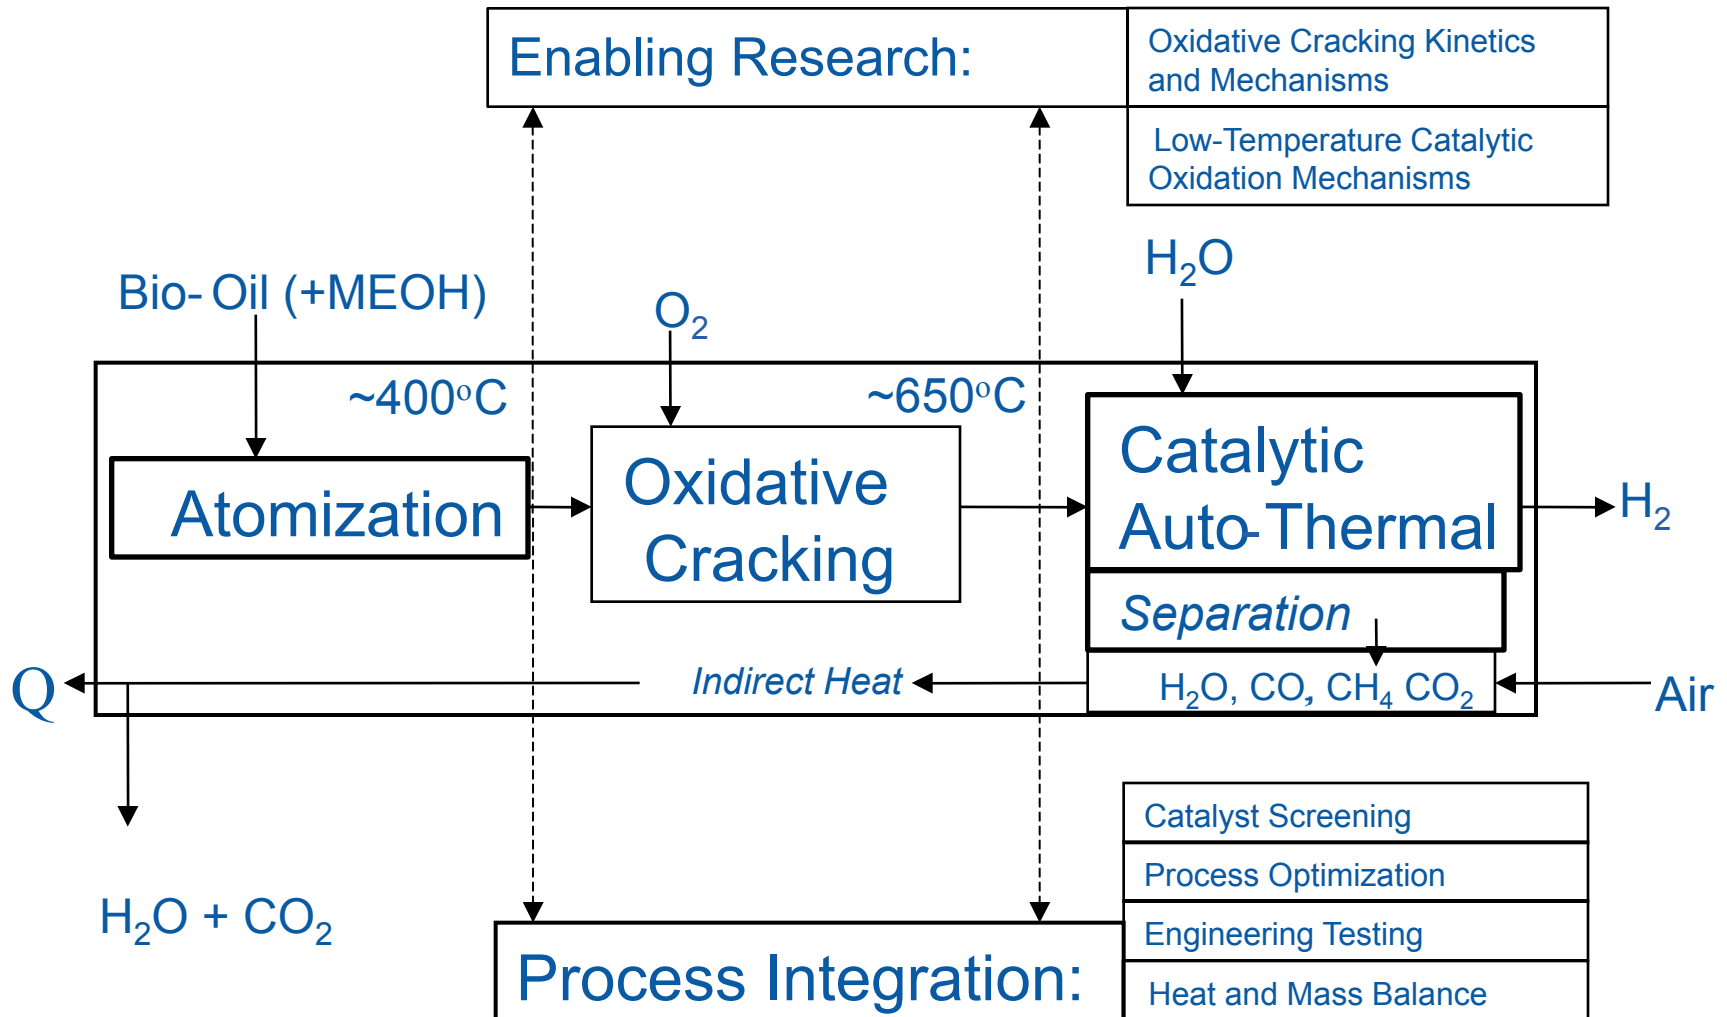 Enabling Research:
Oxidative Cracking Kinetics
and Mechanisms
Low-Temperature Catalytic
Oxidation Mechanisms
H₂O
Bio- Oil (+MEOH)
O₂
~400ºC
~650ºC
Atomization
Oxidative
Cracking
Catalytic
Auto-Thermal
H₂
Separation
Q
Indirect Heat
H₂O, CO, CH₄ CO₂
Air
H₂O + CO₂
Catalyst Screening
Process Optimization
Engineering Testing
Process Integration:
Heat and Mass Balance